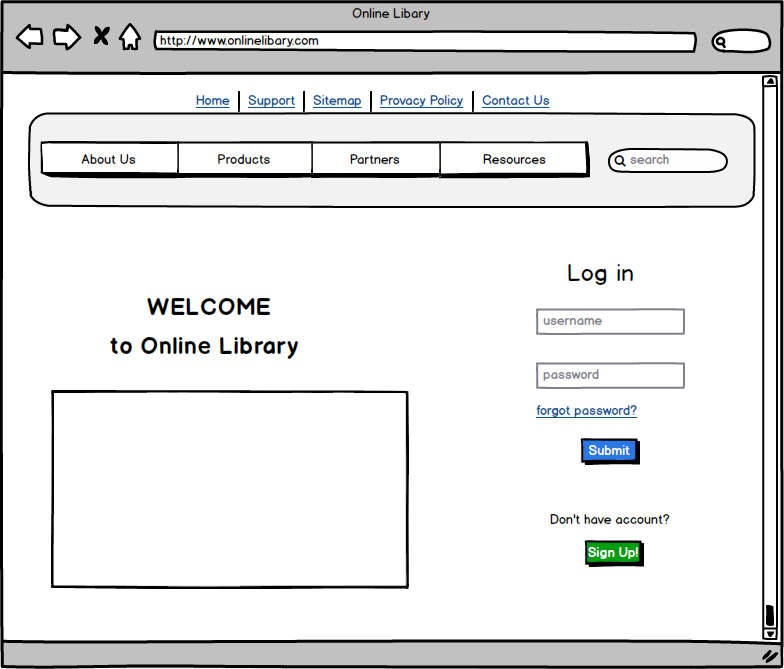 Online Libary
http://www.onlinelibary.com
Home Support Sitemap Provacy Policy Contact Us
About Us Products Partners Resources search
Log in
WELCOME
username
to Online Library
password
forgot password?
Submit
Don't have account?
Sign Up!